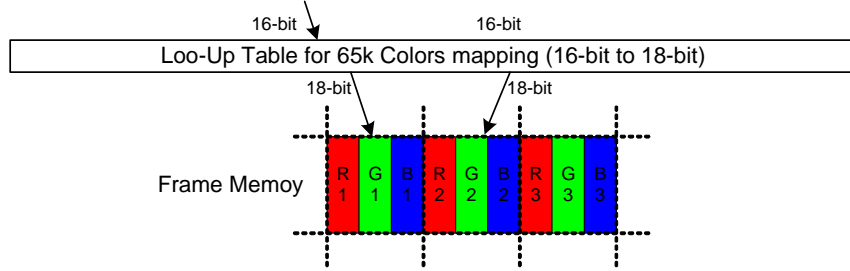 16-bit 16-bit
Loo-Up Table for 65k Colors mapping (16-bit to 18-bit)
18-bit 18-bit
Frame Memoy
R G B R G B R G B
1 1 1 2 2 2 3 3 3